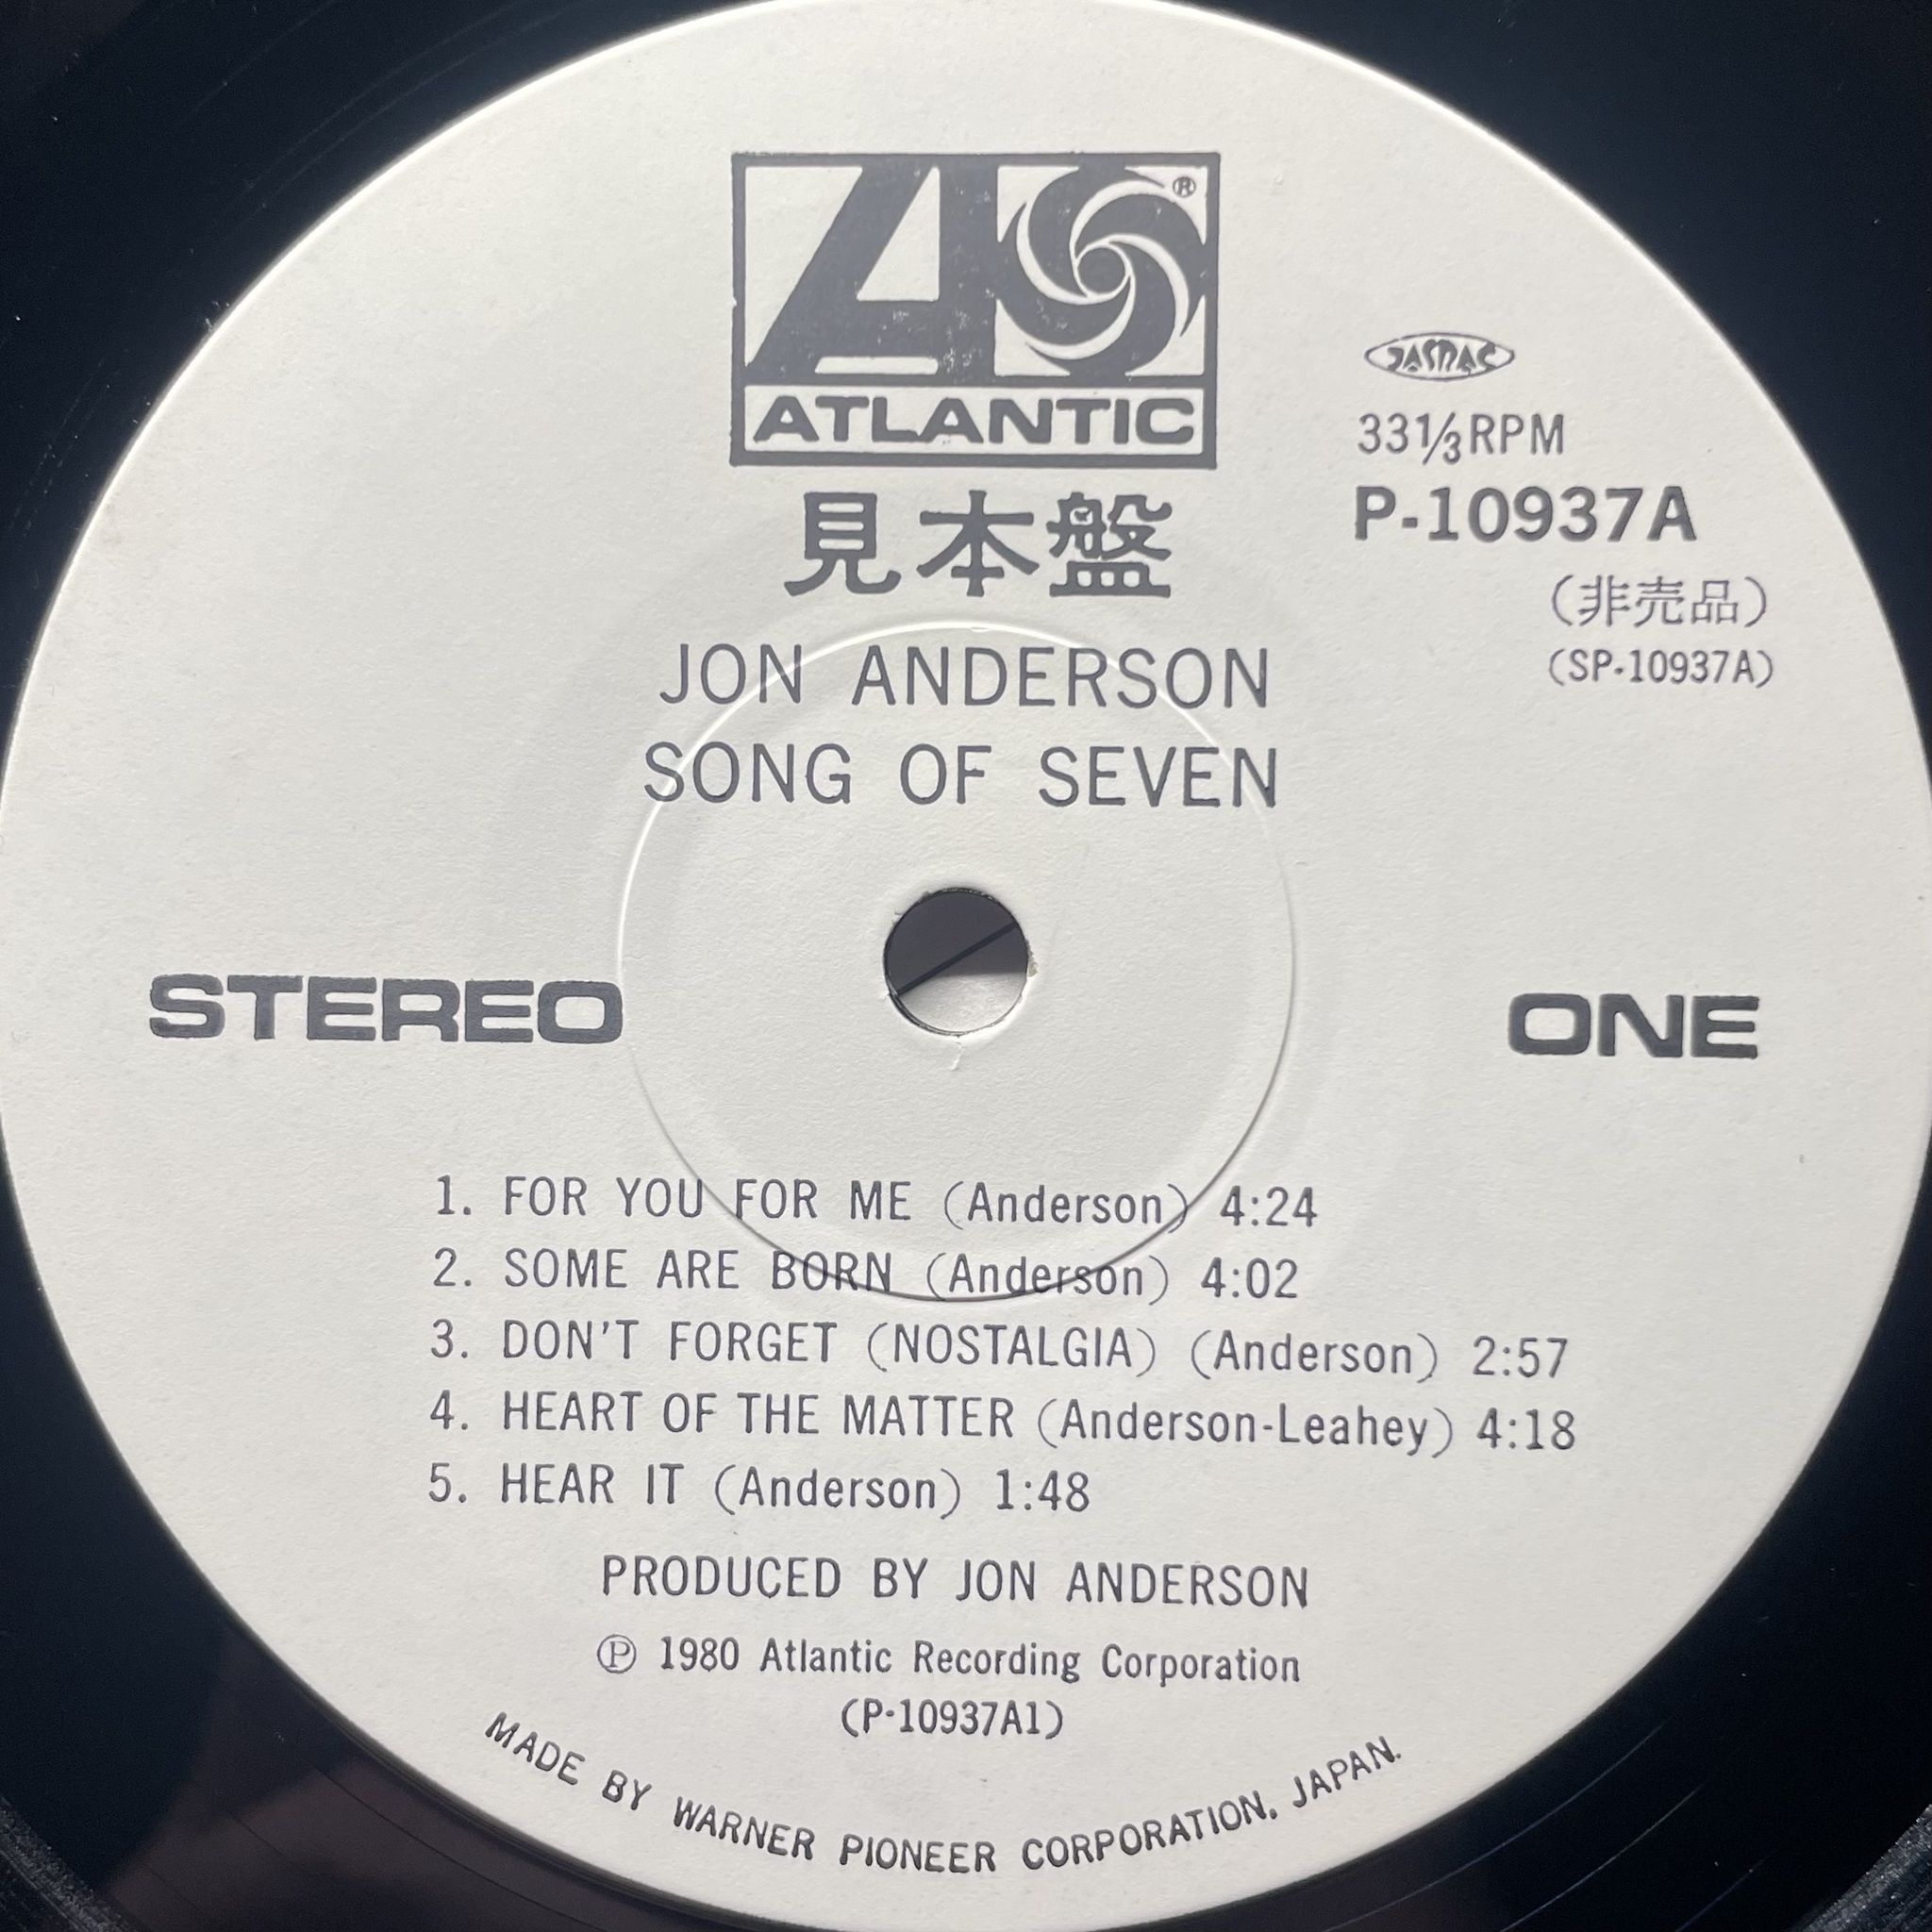 ®
ATLANTIC
JASRAC
33⅓RPM
P-10937A
見本盤
(非売品)
(SP-10937A)
JON ANDERSON
SONG OF SEVEN
STEREO
ONE
1. FOR YOU FOR ME (Anderson) 4:24
2. SOME ARE BORN (Anderson) 4:02
3. DON'T FORGET (NOSTALGIA) (Anderson) 2:57
4. HEART OF THE MATTER (Anderson-Leahey) 4:18
5. HEAR IT (Anderson) 1:48
PRODUCED BY JON ANDERSON
Ⓟ 1980 Atlantic Recording Corporation
(P-10937A1)
MADE BY WARNER PIONEER CORPORATION, JAPAN.